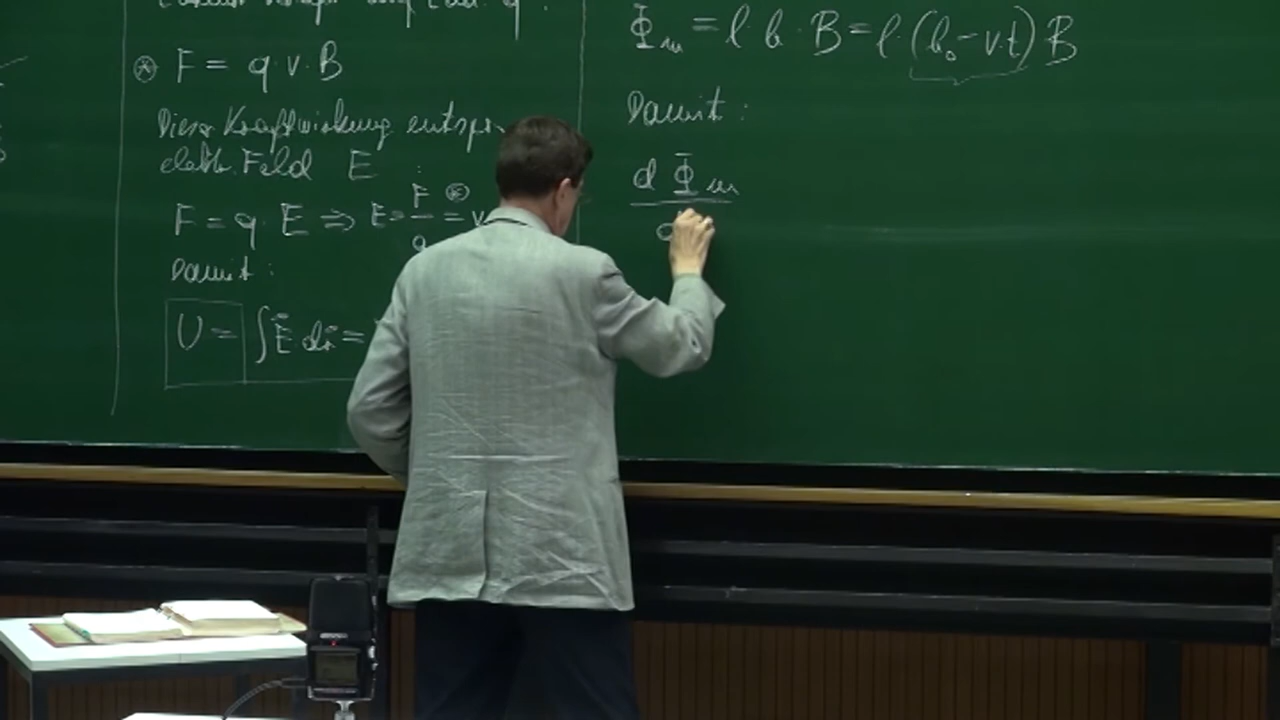 ⊛ F = q · v · B
Diese Kraftwirkung entspr
elektr. Feld E :
F = q · E ⇒ E = F/q =⊛ v
Damit :
U = ∫ E⃗ dr⃗ =
Φm = l · b · B = l · (b₀ - v·t) B
Damit :
d Φm